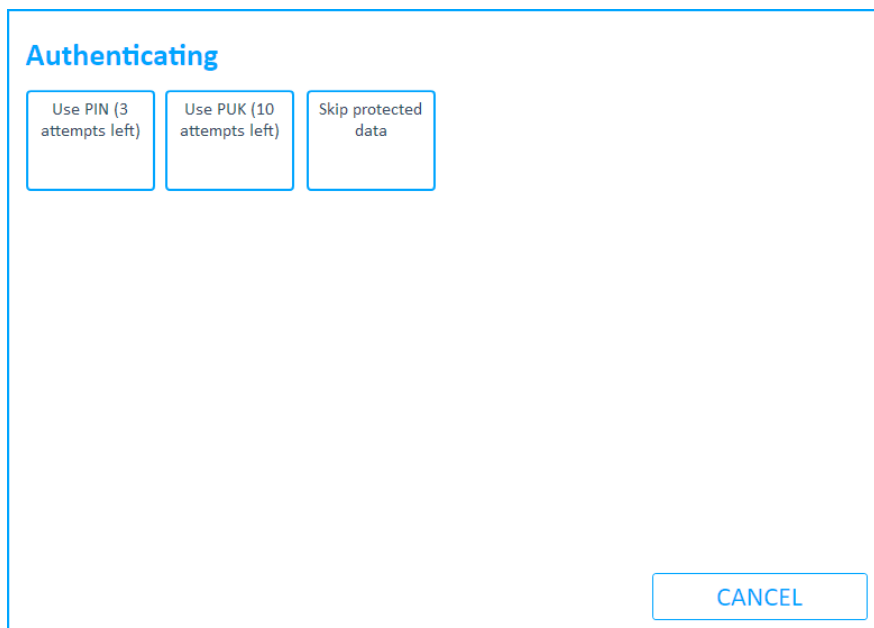 Authenticating
Use PIN (3
attempts left)
Use PUK (10
attempts left)
Skip protected
data
CANCEL